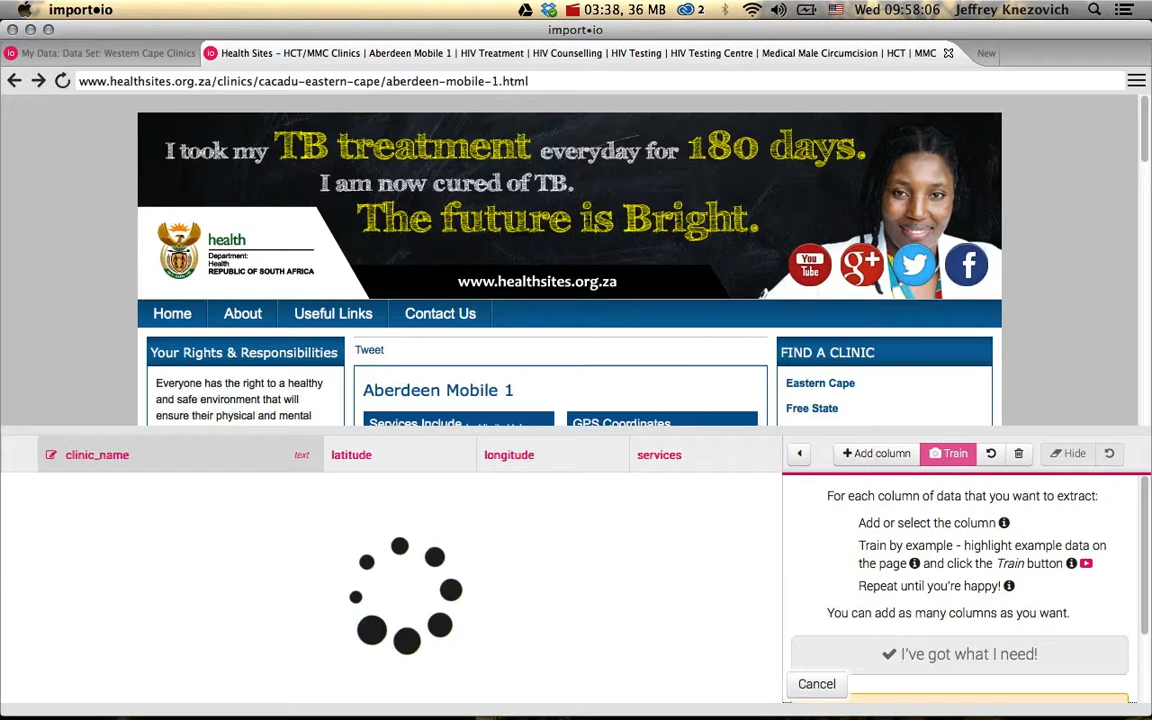 import•io
03:38, 36 MB
2
Wed 09:58:06
Jeffrey Knezovich
import•io
My Data: Data Set: Western Cape Clinics
Health Sites – HCT/MMC Clinics | Aberdeen Mobile 1 | HIV Treatment | HIV Counselling | HIV Testing | HIV Testing Centre | Medical Male Circumcision | HCT | MMC
New
www.healthsites.org.za/clinics/cacadu-eastern-cape/aberdeen-mobile-1.html
I took my TB treatment everyday for 180 days.
I am now cured of TB.
The future is Bright.
health
Department:
Health
REPUBLIC OF SOUTH AFRICA
You
Tube
g+
f
www.healthsites.org.za
Home
About
Useful Links
Contact Us
Your Rights & Responsibilities
Everyone has the right to a healthy
and safe environment that will
ensure their physical and mental
Tweet
Aberdeen Mobile 1
Services Include
GPS Coordinates
FIND A CLINIC
Eastern Cape
Free State
clinic_name
text
latitude
longitude
services
Add column
Train
Hide
For each column of data that you want to extract:
Add or select the column
Train by example - highlight example data on
the page and click the Train button
Repeat until you're happy!
You can add as many columns as you want.
I've got what I need!
Cancel